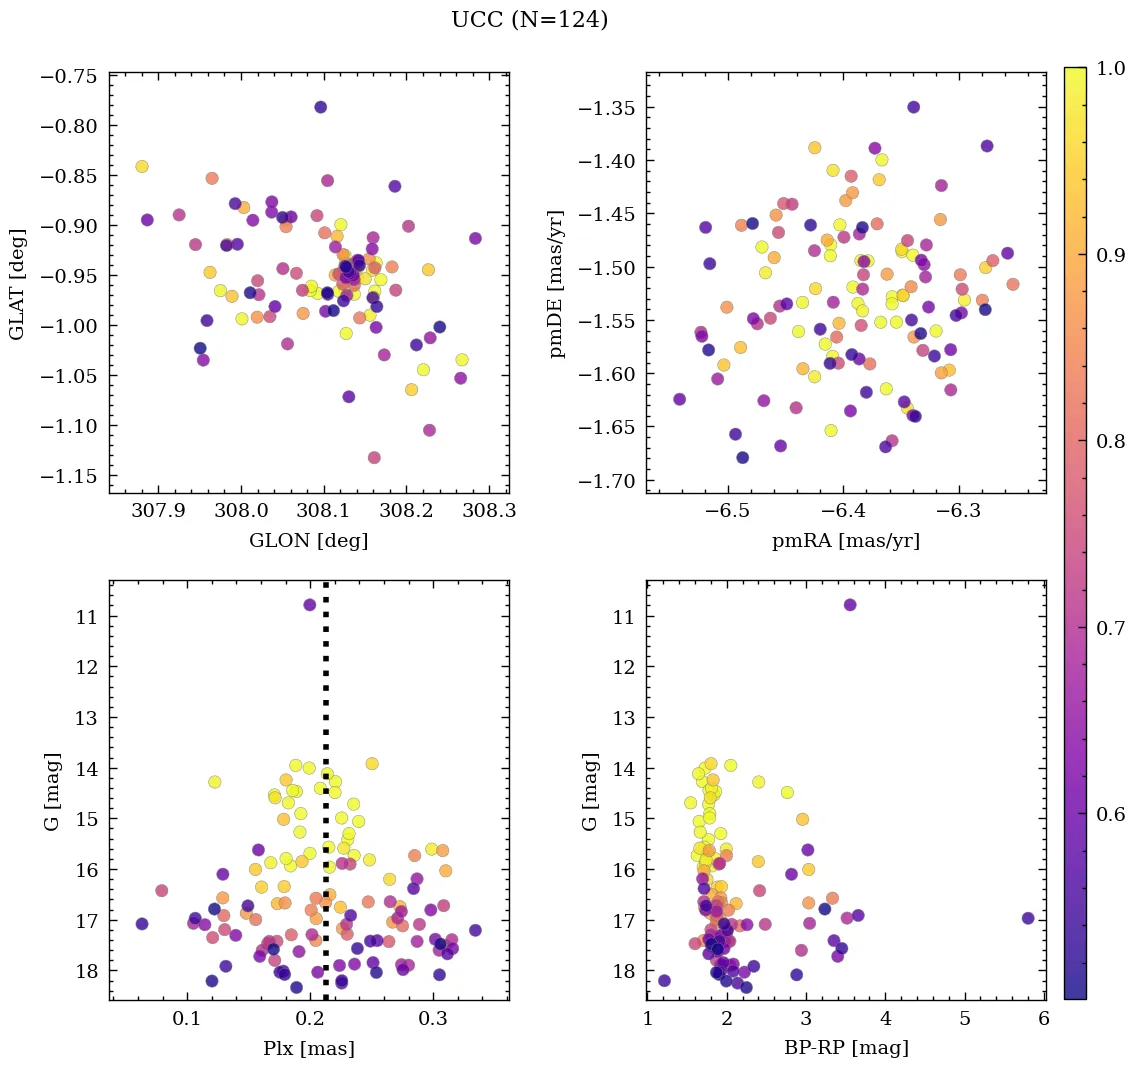 UCC (N=124)
−0.75
−0.80
−0.85
−0.90
−0.95
−1.00
−1.05
−1.10
−1.15
GLAT [deg]
307.9 308.0 308.1 308.2 308.3
GLON [deg]
−1.35
−1.40
−1.45
−1.50
−1.55
−1.60
−1.65
−1.70
pmDE [mas/yr]
−6.5 −6.4 −6.3
pmRA [mas/yr]
1.0
0.9
0.8
0.7
0.6
11
12
13
14
15
16
17
18
G [mag]
0.1 0.2 0.3
Plx [mas]
11
12
13
14
15
16
17
18
G [mag]
1 2 3 4 5 6
BP-RP [mag]